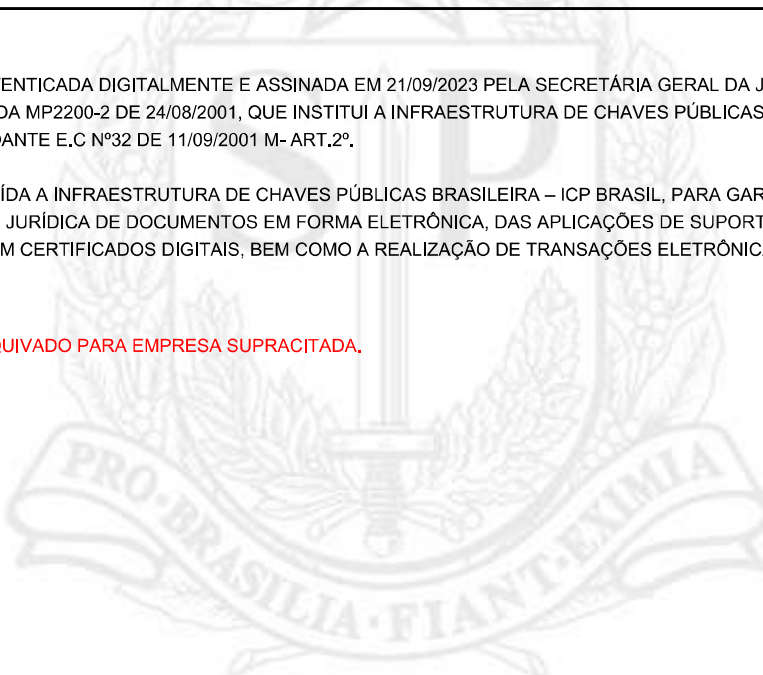 ENTICADA DIGITALMENTE E ASSINADA EM 21/09/2023 PELA SECRETÁRIA GERAL DA J
DA MP2200-2 DE 24/08/2001, QUE INSTITUI A INFRAESTRUTURA DE CHAVES PÚBLICAS
DANTE E.C Nº32 DE 11/09/2001 M- ART.2º.
ÍDA A INFRAESTRUTURA DE CHAVES PÚBLICAS BRASILEIRA – ICP BRASIL, PARA GAR
JURÍDICA DE DOCUMENTOS EM FORMA ELETRÔNICA, DAS APLICAÇÕES DE SUPORT
M CERTIFICADOS DIGITAIS, BEM COMO A REALIZAÇÃO DE TRANSAÇÕES ELETRÔNICA
QUIVADO PARA EMPRESA SUPRACITADA.
SP
PRO·BRASILIA·FIANT·EXIMIA